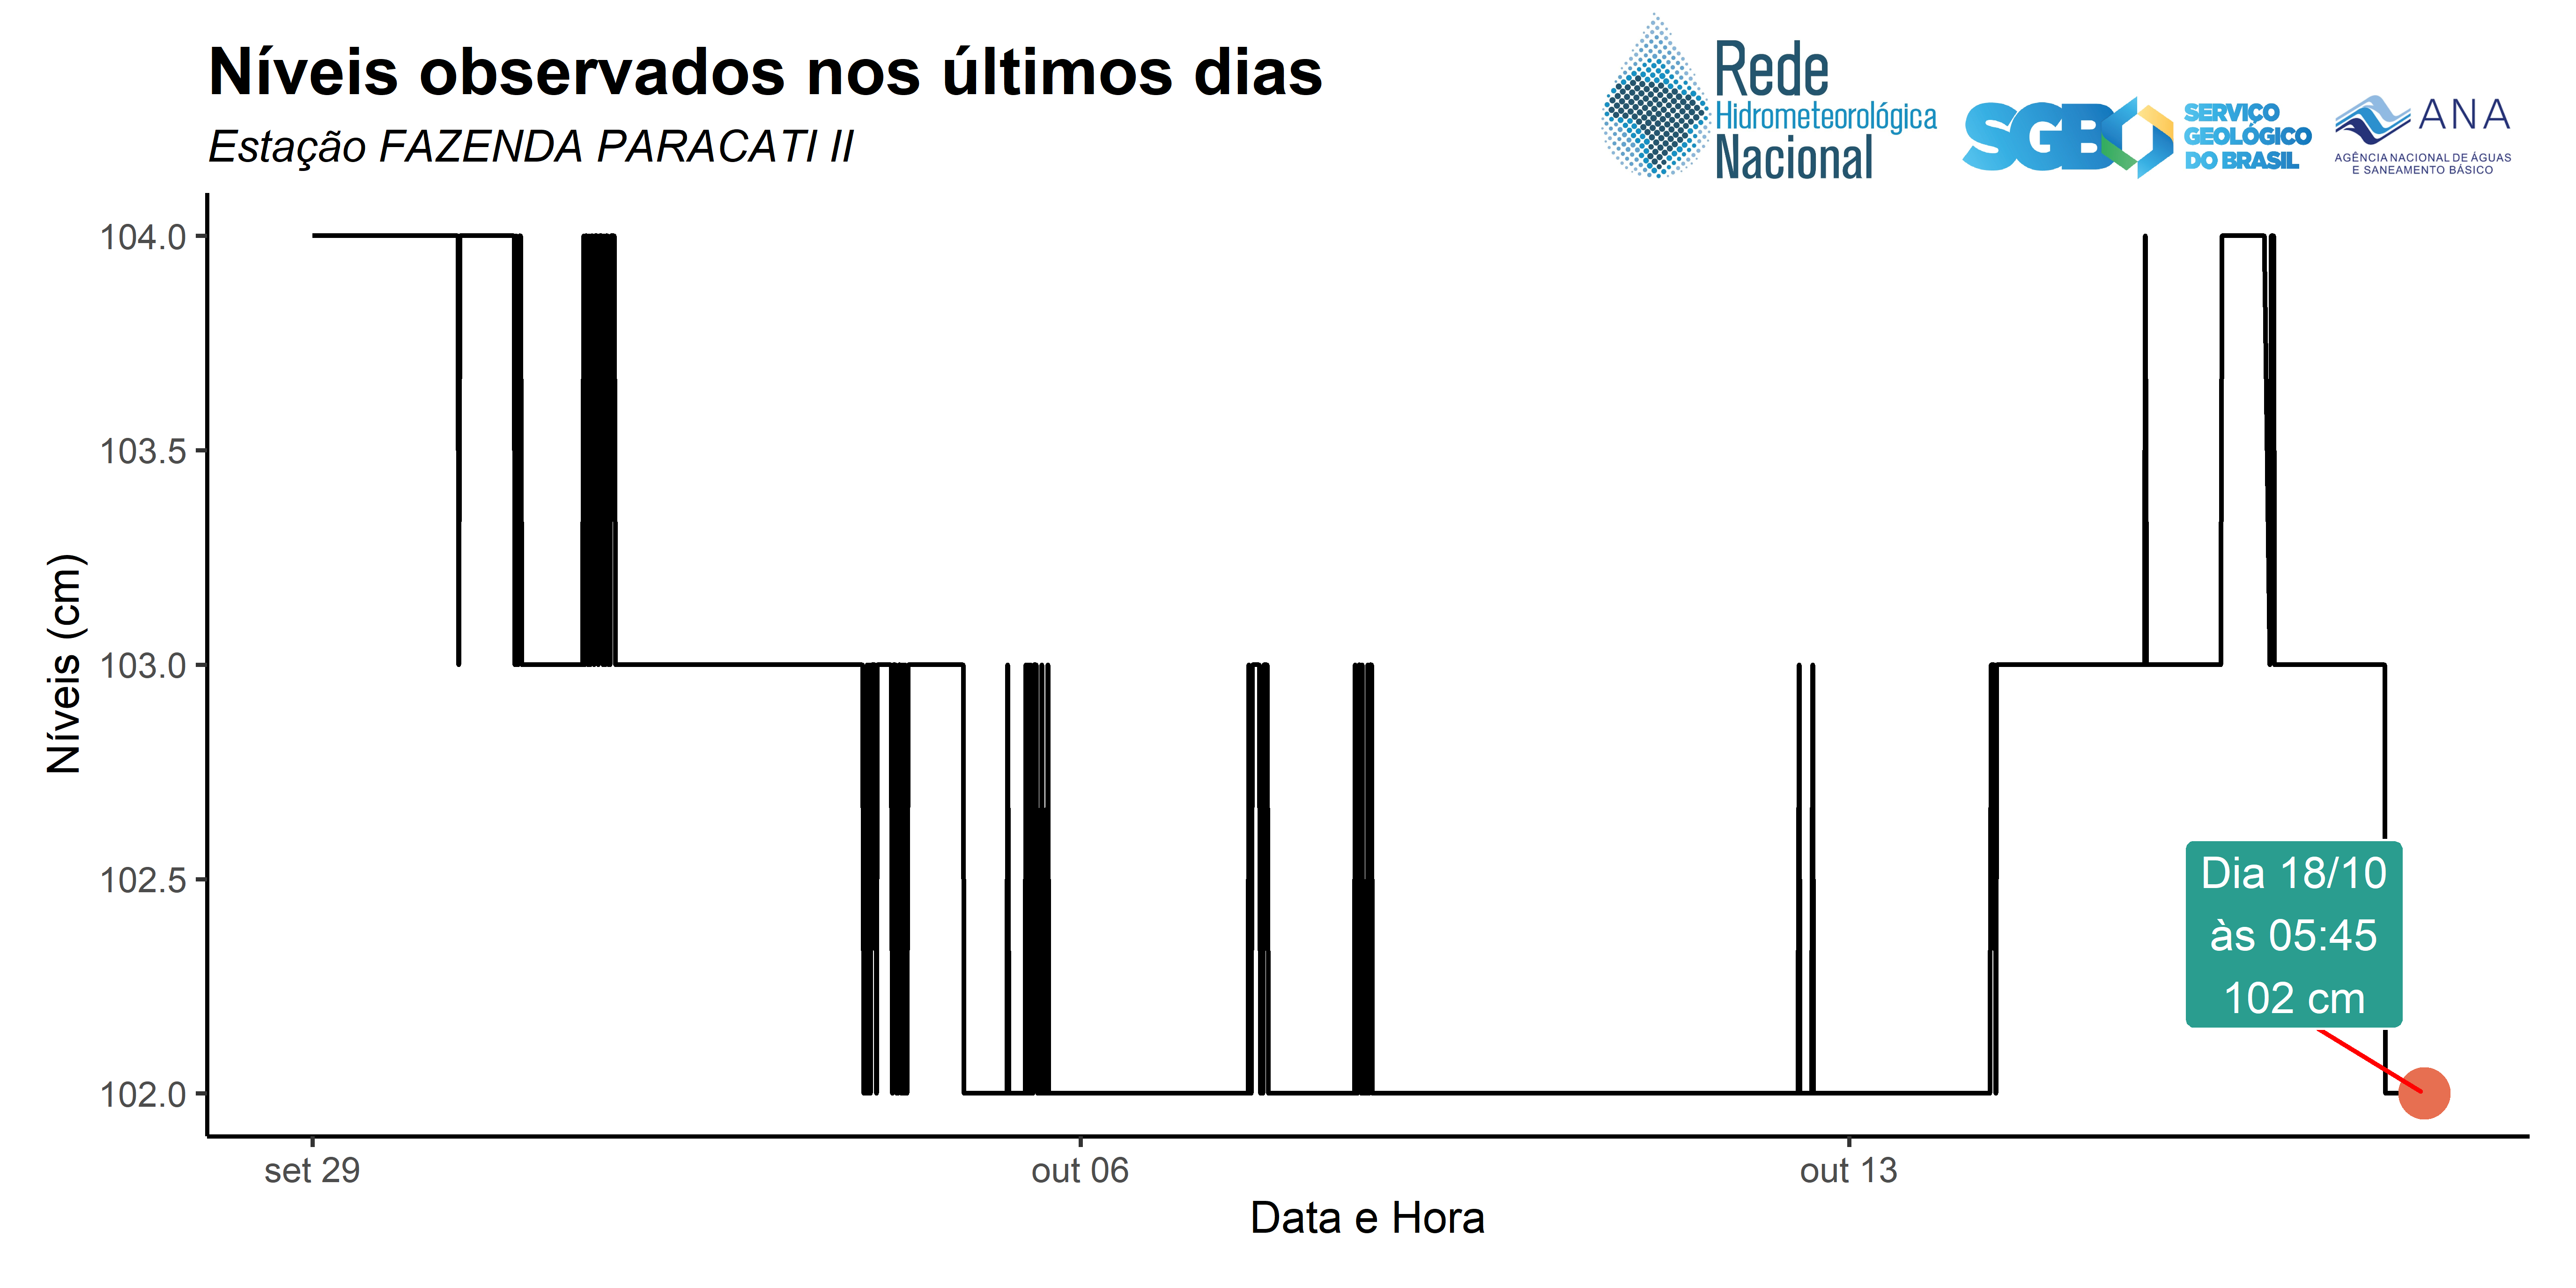 Níveis observados nos últimos dias
Estação FAZENDA PARACATI II
Rede
Hidrometeorológica
Nacional
SGB
SERVIÇO
GEOLÓGICO
DO BRASIL
ANA
AGÊNCIA NACIONAL DE ÁGUAS
E SANEAMENTO BÁSICO
Níveis (cm)
104.0
103.5
103.0
102.5
102.0
Dia 18/10
às 05:45
102 cm
set 29
out 06
out 13
Data e Hora